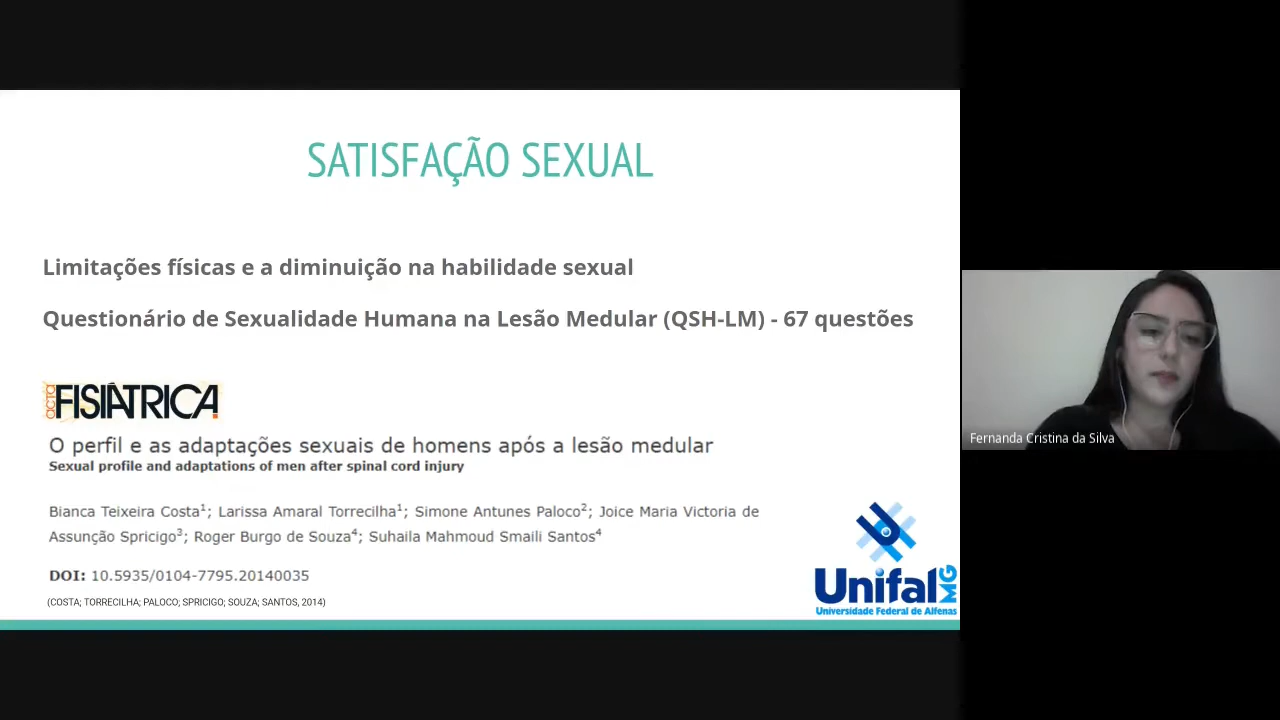 SATISFAÇÃO SEXUAL
Limitações físicas e a diminuição na habilidade sexual
Questionário de Sexualidade Humana na Lesão Medular (QSH-LM) - 67 questões
acta FISIÁTRICA
O perfil e as adaptações sexuais de homens após a lesão medular
Sexual profile and adaptations of men after spinal cord injury
Bianca Teixeira Costa¹; Larissa Amaral Torrecilha¹; Simone Antunes Paloco²; Joice Maria Victoria de
Assunção Spricigo³; Roger Burgo de Souza⁴; Suhaila Mahmoud Smaili Santos⁴
DOI: 10.5935/0104-7795.20140035
(COSTA; TORRECILHA; PALOCO; SPRICIGO; SOUZA; SANTOS, 2014)
Unifal MG
Universidade Federal de Alfenas
Fernanda Cristina da Silva